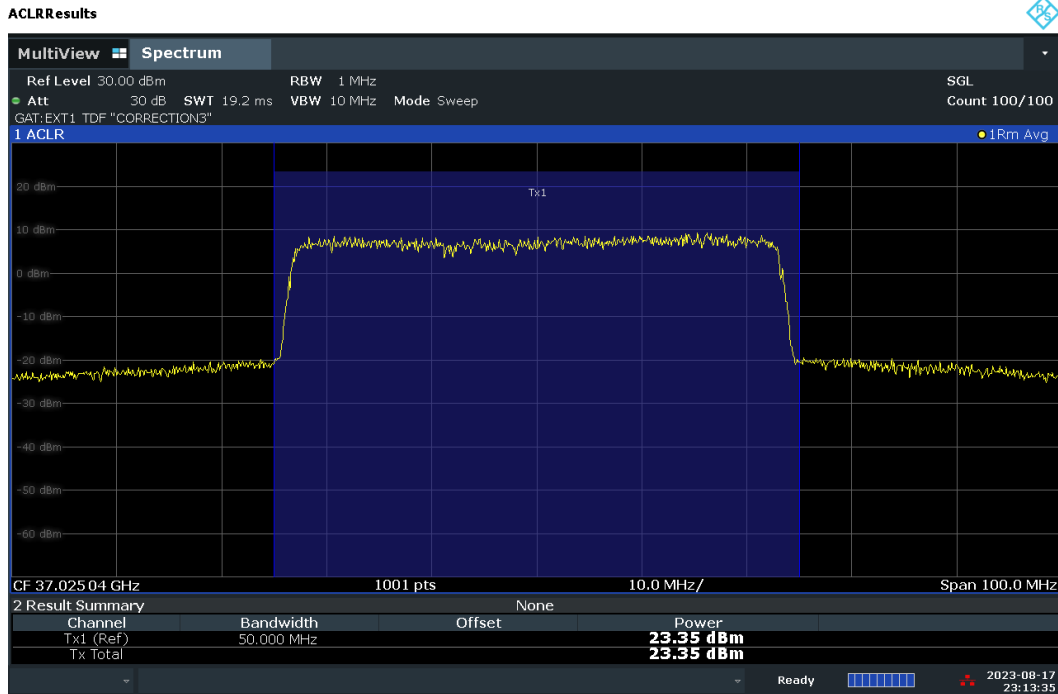 ACLRResults
R&S
MultiView Spectrum
Ref Level 30.00 dBm RBW 1 MHz SGL
Att 30 dB SWT 19.2 ms VBW 10 MHz Mode Sweep Count 100/100
GAT:EXT1 TDF "CORRECTION3"
1 ACLR 1Rm Avg
20 dBm
Tx1
10 dBm
0 dBm
-10 dBm
-20 dBm
-30 dBm
-40 dBm
-50 dBm
-60 dBm
CF 37.02504 GHz 1001 pts 10.0 MHz/ Span 100.0 MHz
2 Result Summary None
Channel Bandwidth Offset Power
Tx1 (Ref) 50.000 MHz 23.35 dBm
Tx Total 23.35 dBm
Ready 2023-08-17
23:13:35